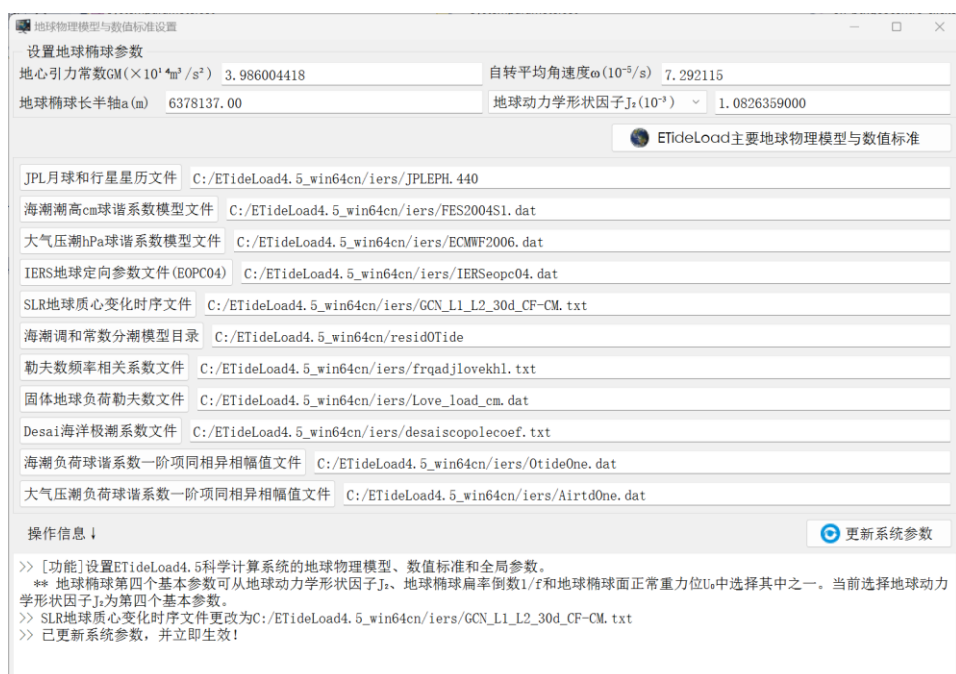 地球物理模型与数值标准设置
设置地球椭球参数
地心引力常数GM(×10¹⁴m³/s²) 3.986004418 自转平均角速度ω(10⁻⁵/s) 7.292115
地球椭球长半轴a(m) 6378137.00 地球动力学形状因子J₂(10⁻³) 1.0826359000
ETideLoad主要地球物理模型与数值标准
JPL月球和行星星历文件 C:/ETideLoad4.5_win64cn/iers/JPLEPH.440
海潮潮高cm球谐系数模型文件 C:/ETideLoad4.5_win64cn/iers/FES2004S1.dat
大气压潮hPa球谐系数模型文件 C:/ETideLoad4.5_win64cn/iers/ECMWF2006.dat
IERS地球定向参数文件(EOPC04) C:/ETideLoad4.5_win64cn/iers/IERSeopc04.dat
SLR地球质心变化时序文件 C:/ETideLoad4.5_win64cn/iers/GCN_L1_L2_30d_CF-CM.txt
海潮调和常数分潮模型目录 C:/ETideLoad4.5_win64cn/residOTide
勒夫数频率相关系数文件 C:/ETideLoad4.5_win64cn/iers/frqadjlovekhl.txt
固体地球负荷勒夫数文件 C:/ETideLoad4.5_win64cn/iers/Love_load_cm.dat
Desai海洋极潮系数文件 C:/ETideLoad4.5_win64cn/iers/desaiscopolecoef.txt
海潮负荷球谐系数一阶项同相异相幅值文件 C:/ETideLoad4.5_win64cn/iers/OtideOne.dat
大气压潮负荷球谐系数一阶项同相异相幅值文件 C:/ETideLoad4.5_win64cn/iers/AirtdOne.dat
操作信息↓ 更新系统参数
>> [功能]设置ETideLoad4.5科学计算系统的地球物理模型、数值标准和全局参数。
** 地球椭球第四个基本参数可从地球动力学形状因子J₂、地球椭球扁率倒数1/f和地球椭球面正常重力位U₀中选择其中之一。当前选择地球动力
学形状因子J₂为第四个基本参数。
>> SLR地球质心变化时序文件更改为C:/ETideLoad4.5_win64cn/iers/GCN_L1_L2_30d_CF-CM.txt
>> 已更新系统参数，并立即生效！